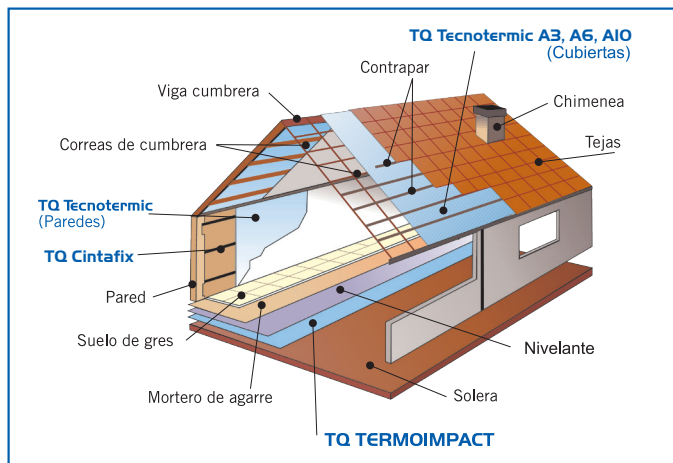 TQ Tecnotermic A3, A6, A10
(Cubiertas)
Contrapar
Viga cumbrera
Chimenea
Correas de cumbrera
Tejas
TQ Tecnotermic
(Paredes)
TQ Cintafix
Pared
Suelo de gres
Nivelante
Mortero de agarre
Solera
TQ TERMOIMPACT